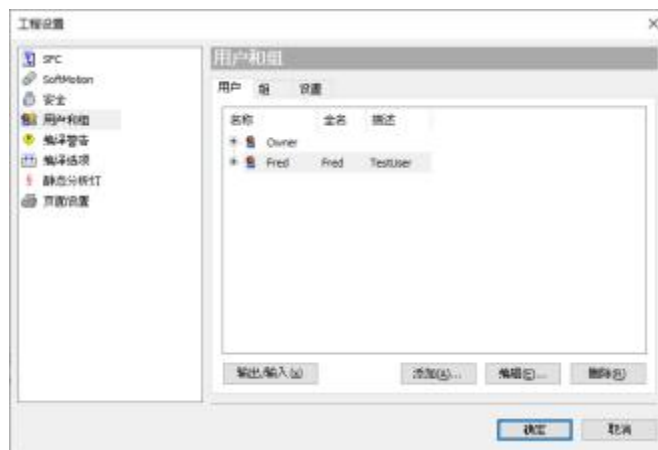 工程设置
SFC
SoftMotion
安全
用户和组
编译警告
编译选项
静态分析灯
页面设置
用户和组
用户 组 设置
名称 全名 描述
Owner
Fred Fred TestUser
输出/输入(x) 添加(A)... 编辑(E)... 删除(R)
确定 取消